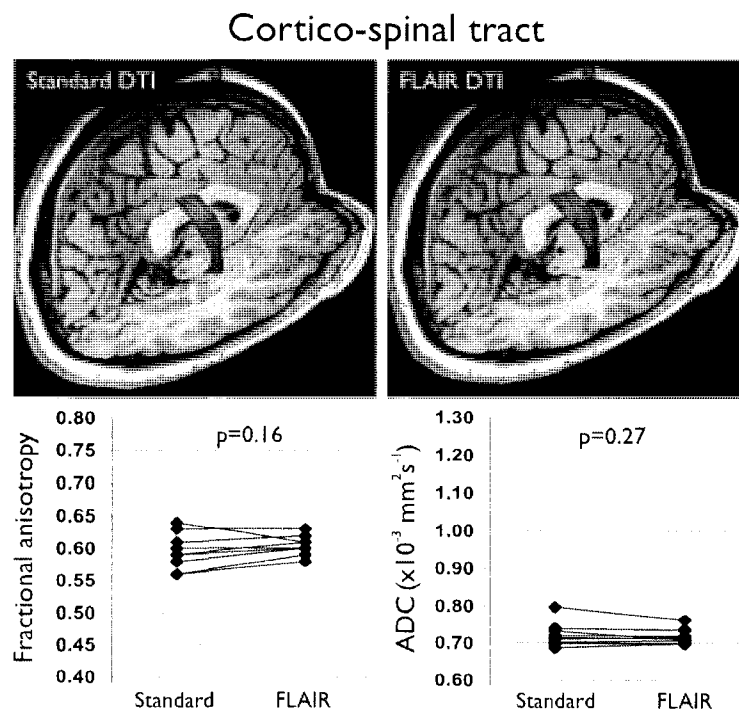 Cortico-spinal tract
Standard DTI
FLAIR DTI
Fractional anisotropy
p=0.16
0.80
0.75
0.70
0.65
0.60
0.55
0.50
0.45
0.40
Standard FLAIR
ADC (x10⁻³ mm²s⁻¹)
p=0.27
1.30
1.20
1.10
1.00
0.90
0.80
0.70
0.60
Standard FLAIR